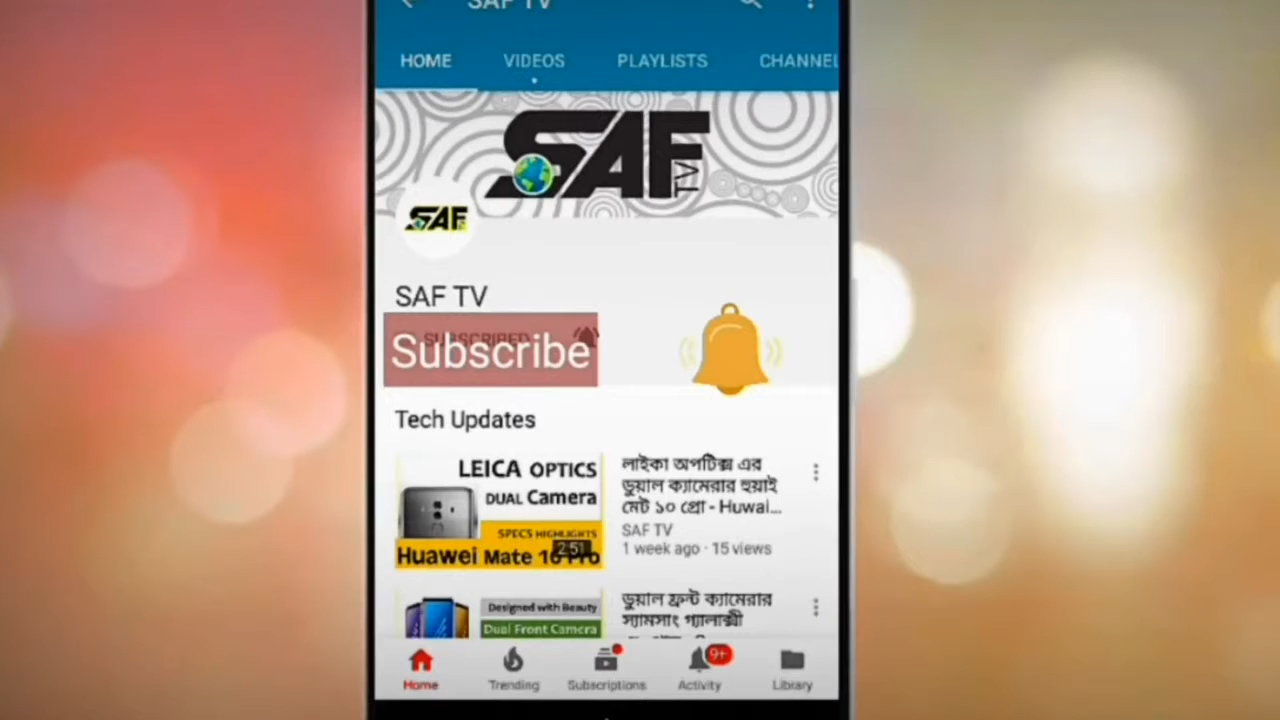 SAF TV
HOME VIDEOS PLAYLISTS CHANNEL
SAF TV
SAF
SAF TV
SUBSCRIBED
Subscribe
Tech Updates
LEICA OPTICS
DUAL Camera
SPECS HIGHLIGHTS
2:51
Huawei Mate 10 Pro
লাইকা অপটিক্স এর
ডুয়াল ক্যামেরার হুয়াই
মেট ১০ প্রো - Huwai...
SAF TV
1 week ago · 15 views
Designed with Beauty
Dual Front Camera
ডুয়াল ফ্রন্ট ক্যামেরার
স্যামসাং গ্যালাক্সী
9+
Home Trending Subscriptions Activity Library